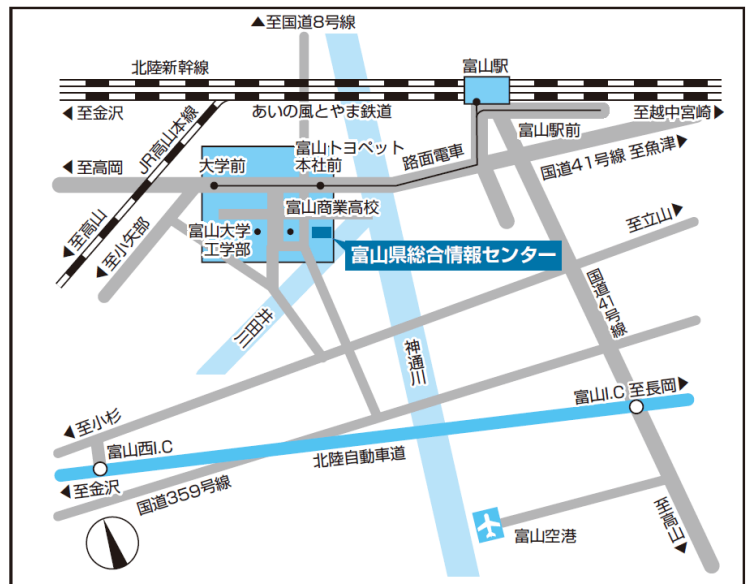 ▲至国道8号線
北陸新幹線
富山駅
◀至金沢
あいの風とやま鉄道
至越中宮崎▶
JR高山本線
富山トヨペット
本社前
路面電車
富山駅前
国道41号線 至魚津▶
◀至高岡
大学前
富山商業高校
◀至高山
◀至小矢部
富山大学
工学部
富山県総合情報センター
至立山▶
国道41号線
井田川
神通川
富山I.C 至長岡▶
◀至小杉
富山西I.C
北陸自動車道
◀至金沢
国道359号線
富山空港
至高山▶